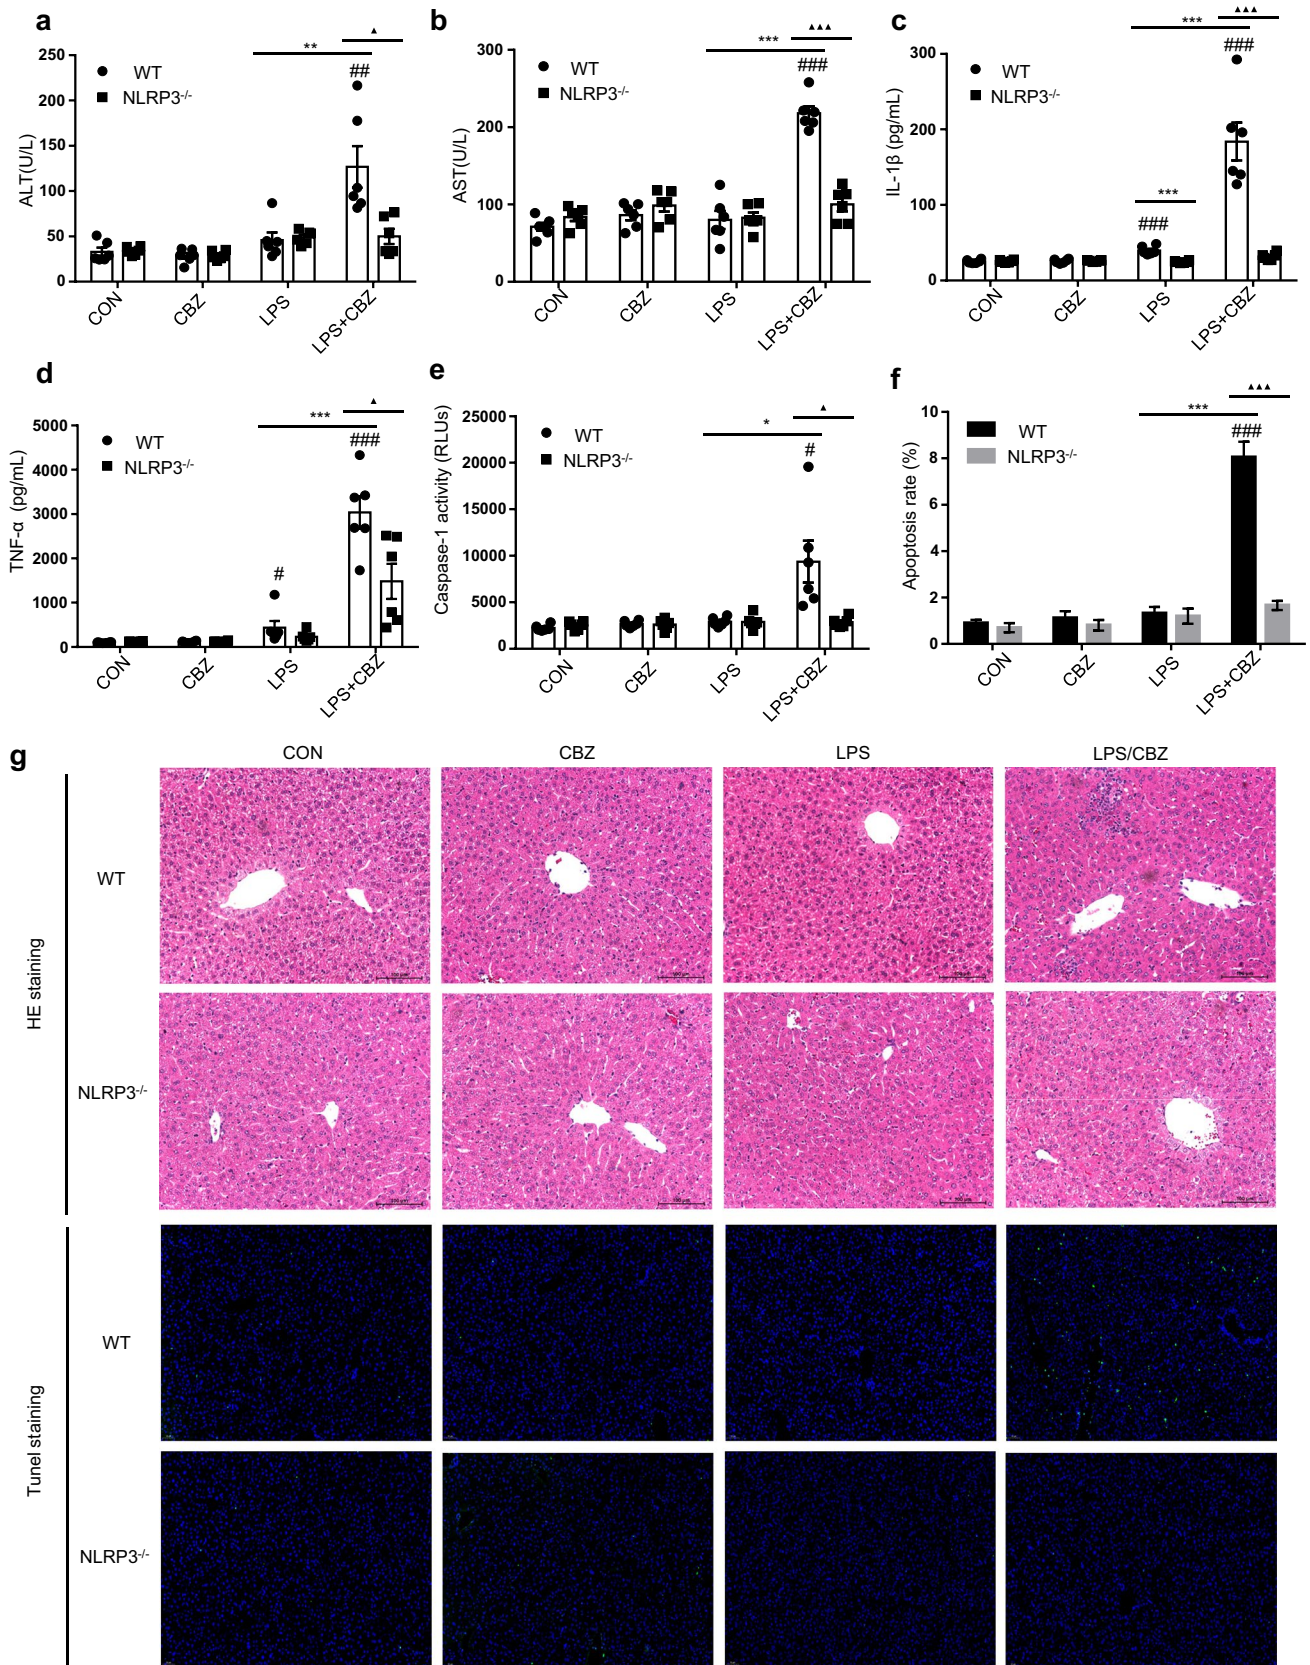 a
ALT(U/L)
250
200
150
100
50
0
WT
NLRP3-/-
**
▲
##
CON
CBZ
LPS
LPS+CBZ
b
AST(U/L)
300
200
100
0
WT
NLRP3-/-
***
▲▲▲
###
CON
CBZ
LPS
LPS+CBZ
c
IL-1β (pg/mL)
300
200
100
0
WT
NLRP3-/-
***
▲▲▲
###
***
###
CON
CBZ
LPS
LPS+CBZ
d
TNF-α (pg/mL)
5000
4000
3000
2000
1000
0
WT
NLRP3-/-
***
▲
###
#
CON
CBZ
LPS
LPS+CBZ
e
Caspase-1 activity (RLUs)
25000
20000
15000
10000
5000
0
WT
NLRP3-/-
*
▲
#
CON
CBZ
LPS
LPS+CBZ
f
Apoptosis rate (%)
10
8
6
4
2
0
WT
NLRP3-/-
***
▲▲▲
###
CON
CBZ
LPS
LPS+CBZ
g
CON CBZ LPS LPS/CBZ
HE staining
WT
NLRP3-/-
Tunel staining
WT
NLRP3-/-